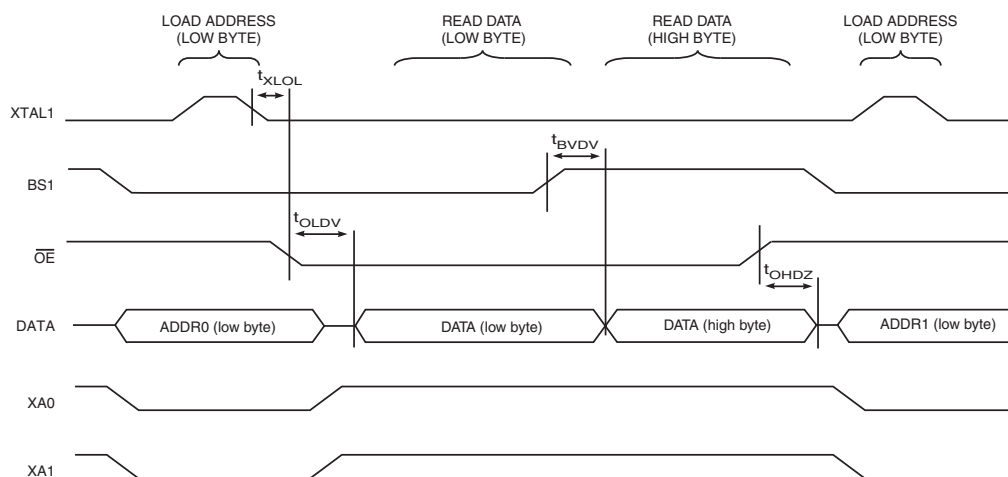 LOAD ADDRESS
(LOW BYTE)
READ DATA
(LOW BYTE)
READ DATA
(HIGH BYTE)
LOAD ADDRESS
(LOW BYTE)
tXLOL
XTAL1
tBVDV
BS1
tOLDV
OE
tOHDZ
DATA
ADDR0 (low byte)
DATA (low byte)
DATA (high byte)
ADDR1 (low byte)
XA0
XA1